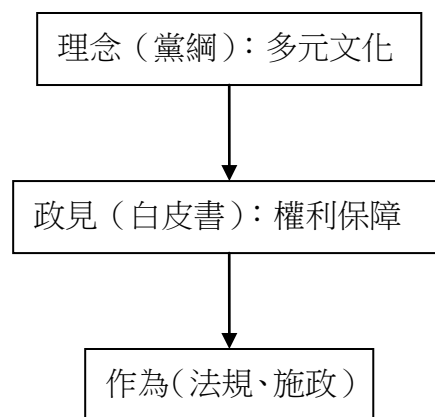 理念（黨綱）：多元文化
政見（白皮書）：權利保障
作為（法規、施政）